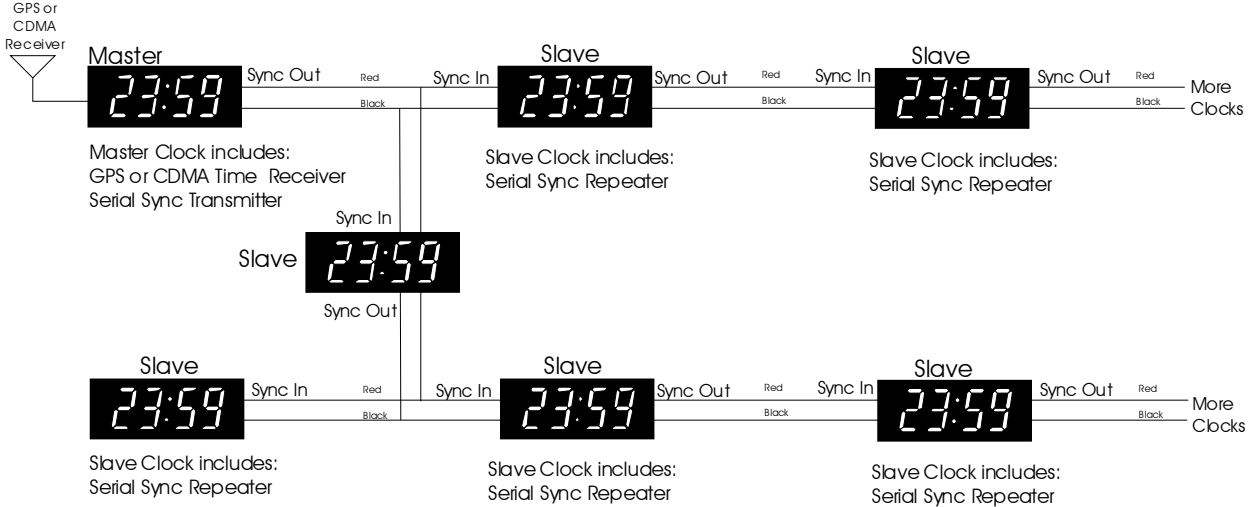 GPS or
CDMA
Receiver
Master
23:59
Sync Out
Red
Black
Sync In
Slave
23:59
Sync Out
Red
Black
Sync In
Slave
23:59
Sync Out
Red
Black
More
Clocks
Master Clock includes:
GPS or CDMA Time Receiver
Serial Sync Transmitter
Slave Clock includes:
Serial Sync Repeater
Slave Clock includes:
Serial Sync Repeater
Sync In
Slave
23:59
Sync Out
Slave
23:59
Sync In
Red
Black
Sync In
Slave
23:59
Sync Out
Red
Black
Sync In
Slave
23:59
Sync Out
Red
Black
More
Clocks
Slave Clock includes:
Serial Sync Repeater
Slave Clock includes:
Serial Sync Repeater
Slave Clock includes:
Serial Sync Repeater